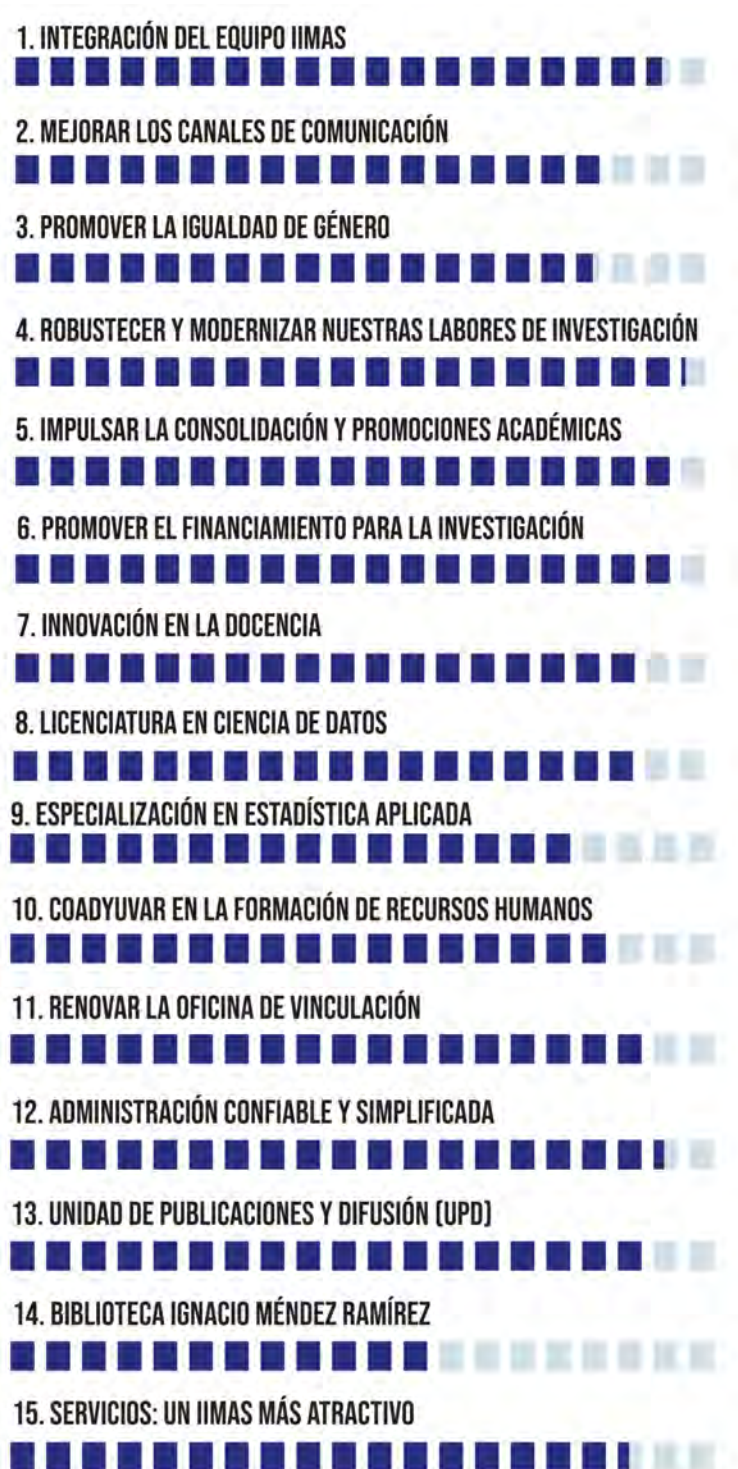 1. INTEGRACIÓN DEL EQUIPO IIMAS
2. MEJORAR LOS CANALES DE COMUNICACIÓN
3. PROMOVER LA IGUALDAD DE GÉNERO
4. ROBUSTECER Y MODERNIZAR NUESTRAS LABORES DE INVESTIGACIÓN
5. IMPULSAR LA CONSOLIDACIÓN Y PROMOCIONES ACADÉMICAS
6. PROMOVER EL FINANCIAMIENTO PARA LA INVESTIGACIÓN
7. INNOVACIÓN EN LA DOCENCIA
8. LICENCIATURA EN CIENCIA DE DATOS
9. ESPECIALIZACIÓN EN ESTADÍSTICA APLICADA
10. COADYUVAR EN LA FORMACIÓN DE RECURSOS HUMANOS
11. RENOVAR LA OFICINA DE VINCULACIÓN
12. ADMINISTRACIÓN CONFIABLE Y SIMPLIFICADA
13. UNIDAD DE PUBLICACIONES Y DIFUSIÓN (UPD)
14. BIBLIOTECA IGNACIO MÉNDEZ RAMÍREZ
15. SERVICIOS: UN IIMAS MÁS ATRACTIVO